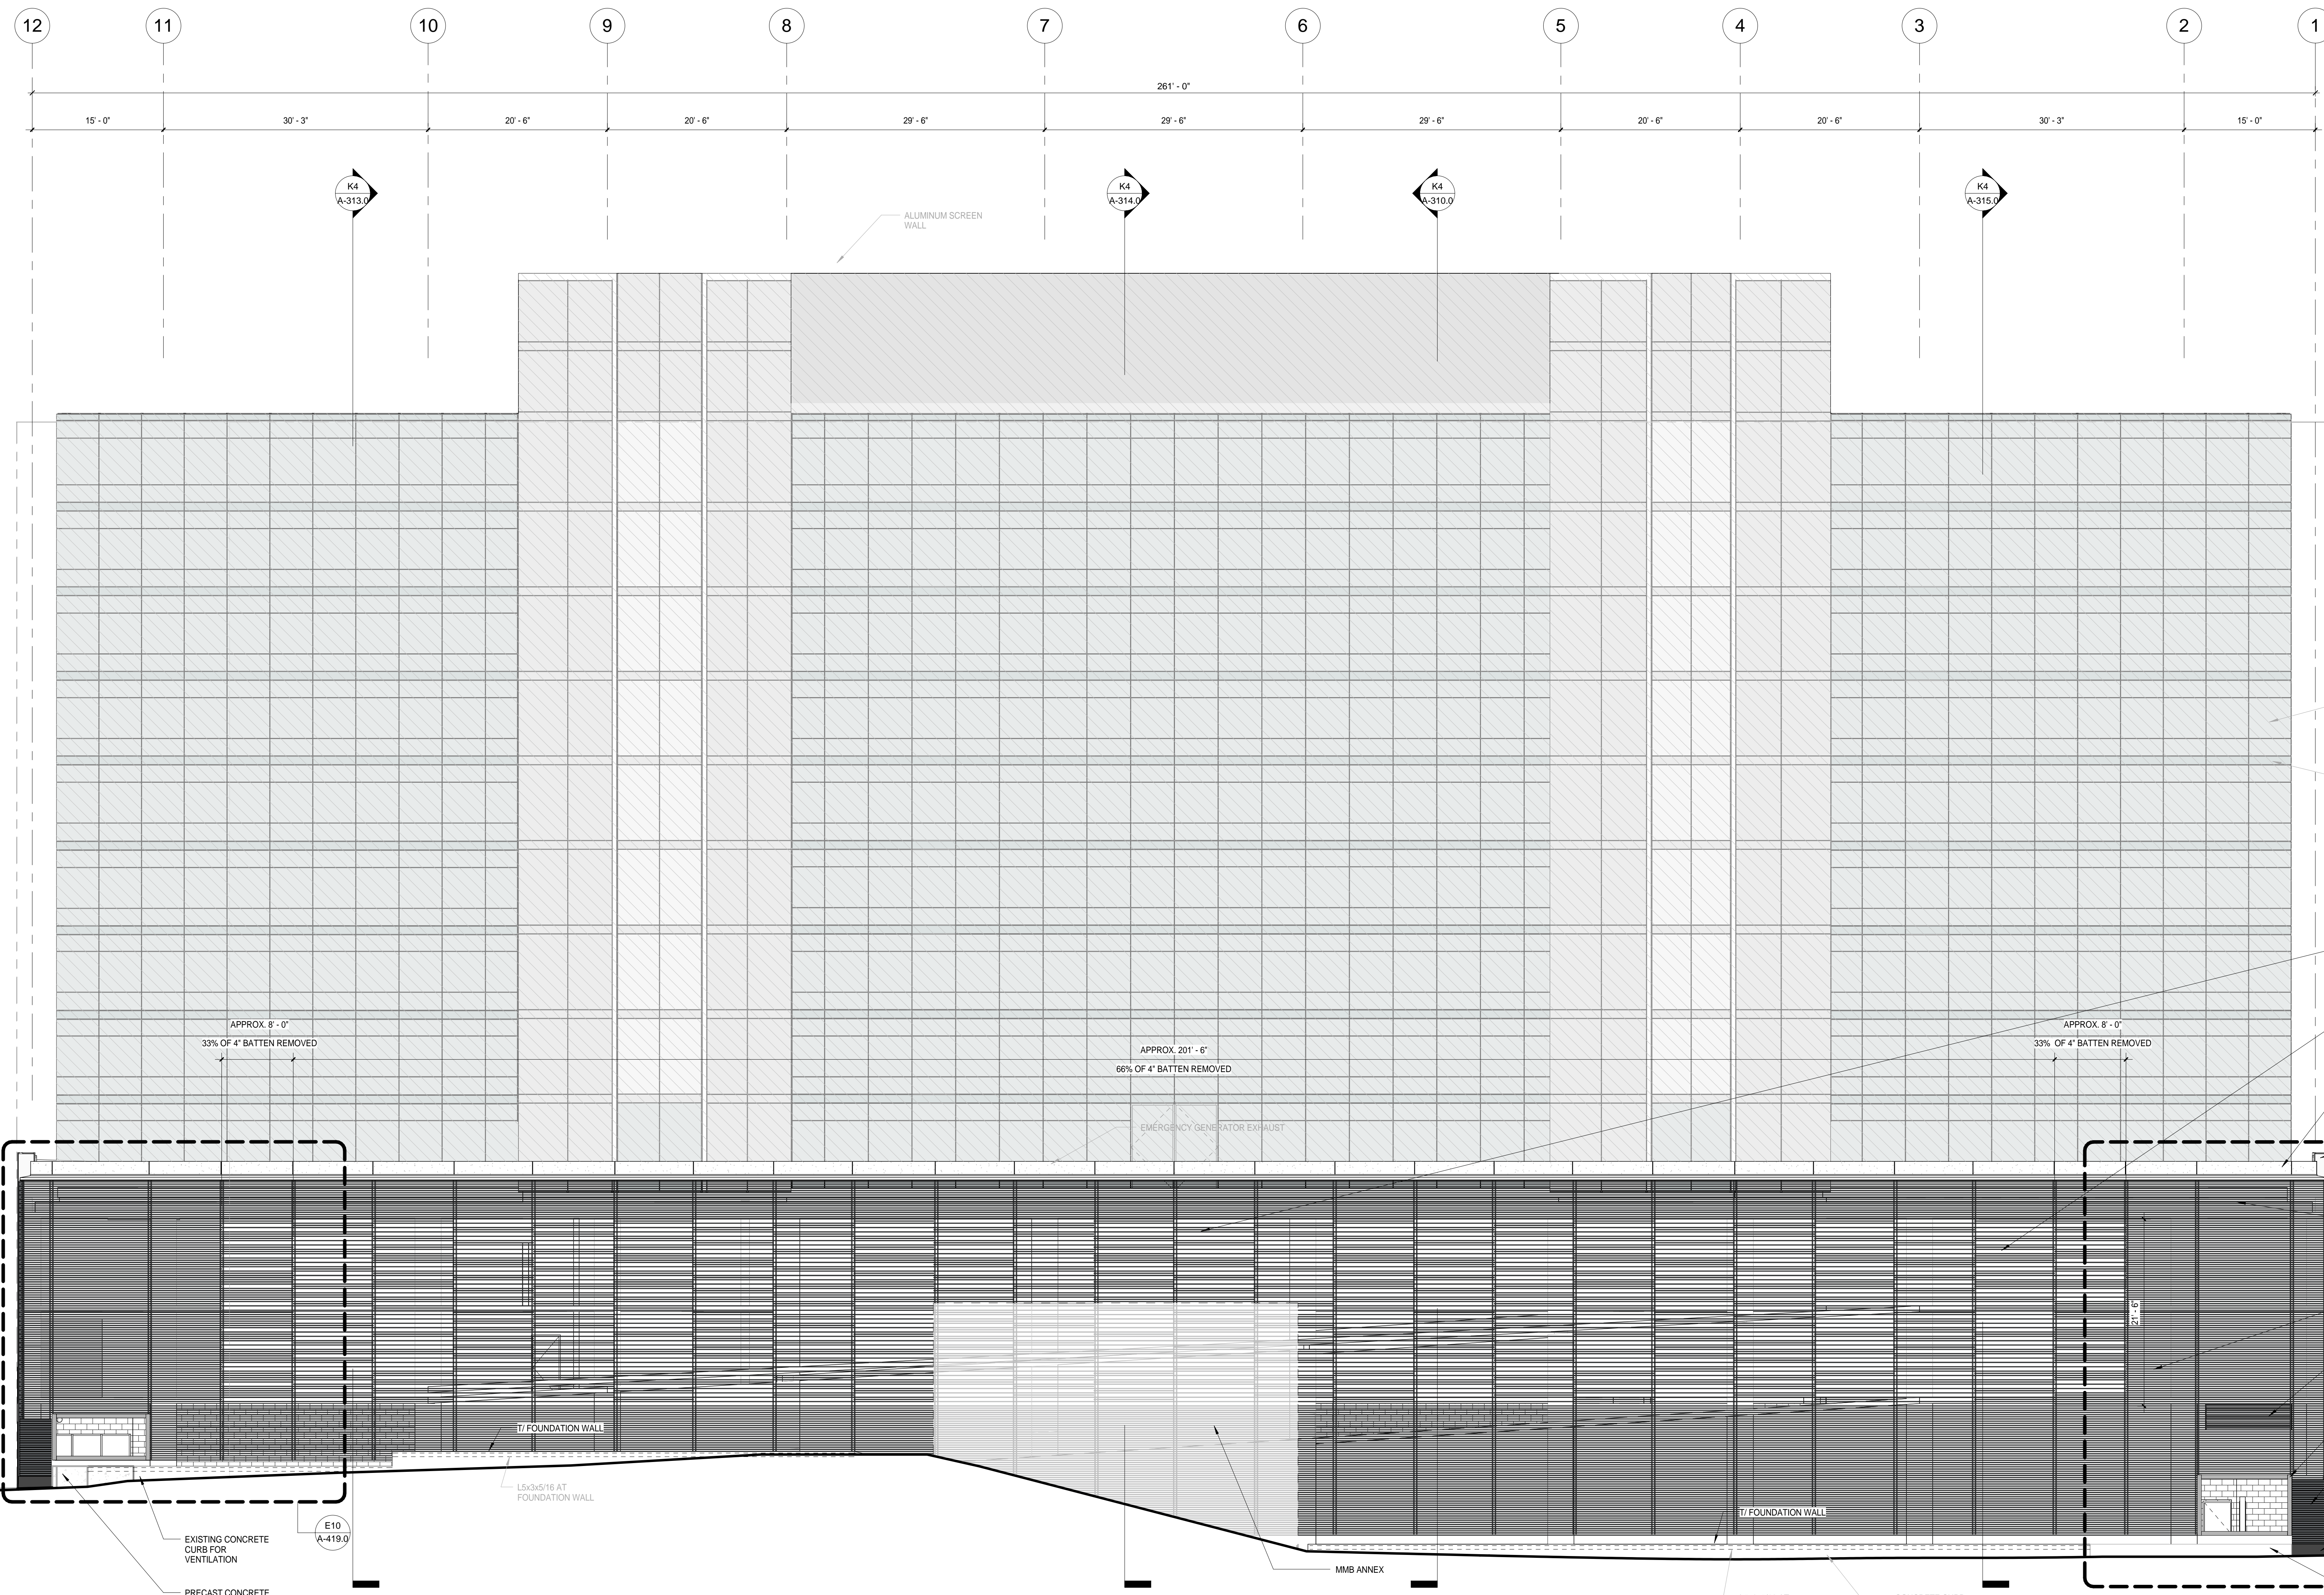 12 11 10 9 8 7 6 5 4 3 2 1
261' - 0"
15' - 0" 30' - 3" 20' - 6" 20' - 6" 29' - 6" 29' - 6" 29' - 6" 20' - 6" 20' - 6" 30' - 3" 15' - 0"
K4
A-313.0
K4
A-314.0
K4
A-310.0
K4
A-315.0
ALUMINUM SCREEN
WALL
APPROX. 8' - 0"
33% OF 4" BATTEN REMOVED
APPROX. 201' - 6"
66% OF 4" BATTEN REMOVED
APPROX. 8' - 0"
33% OF 4" BATTEN REMOVED
EMERGENCY GENERATOR EXHAUST
21' - 6"
T/ FOUNDATION WALL
L5x3x5/16 AT
FOUNDATION WALL
T/ FOUNDATION WALL
E10
A-419.0
EXISTING CONCRETE
CURB FOR
VENTILATION
MMB ANNEX
PRECAST CONCRETE